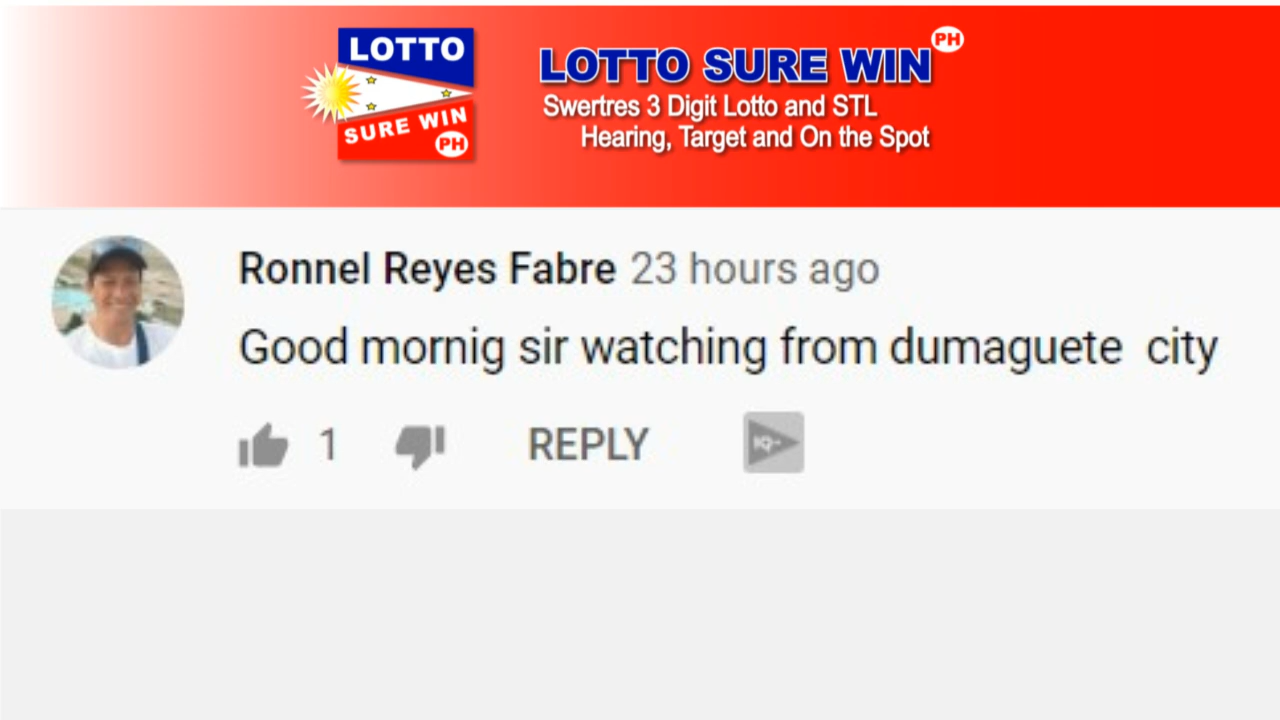 LOTTO
SURE WIN
PH
LOTTO SURE WIN PH
Swertres 3 Digit Lotto and STL
Hearing, Target and On the Spot
Ronnel Reyes Fabre 23 hours ago
Good mornig sir watching from dumaguete city
1 REPLY IQ